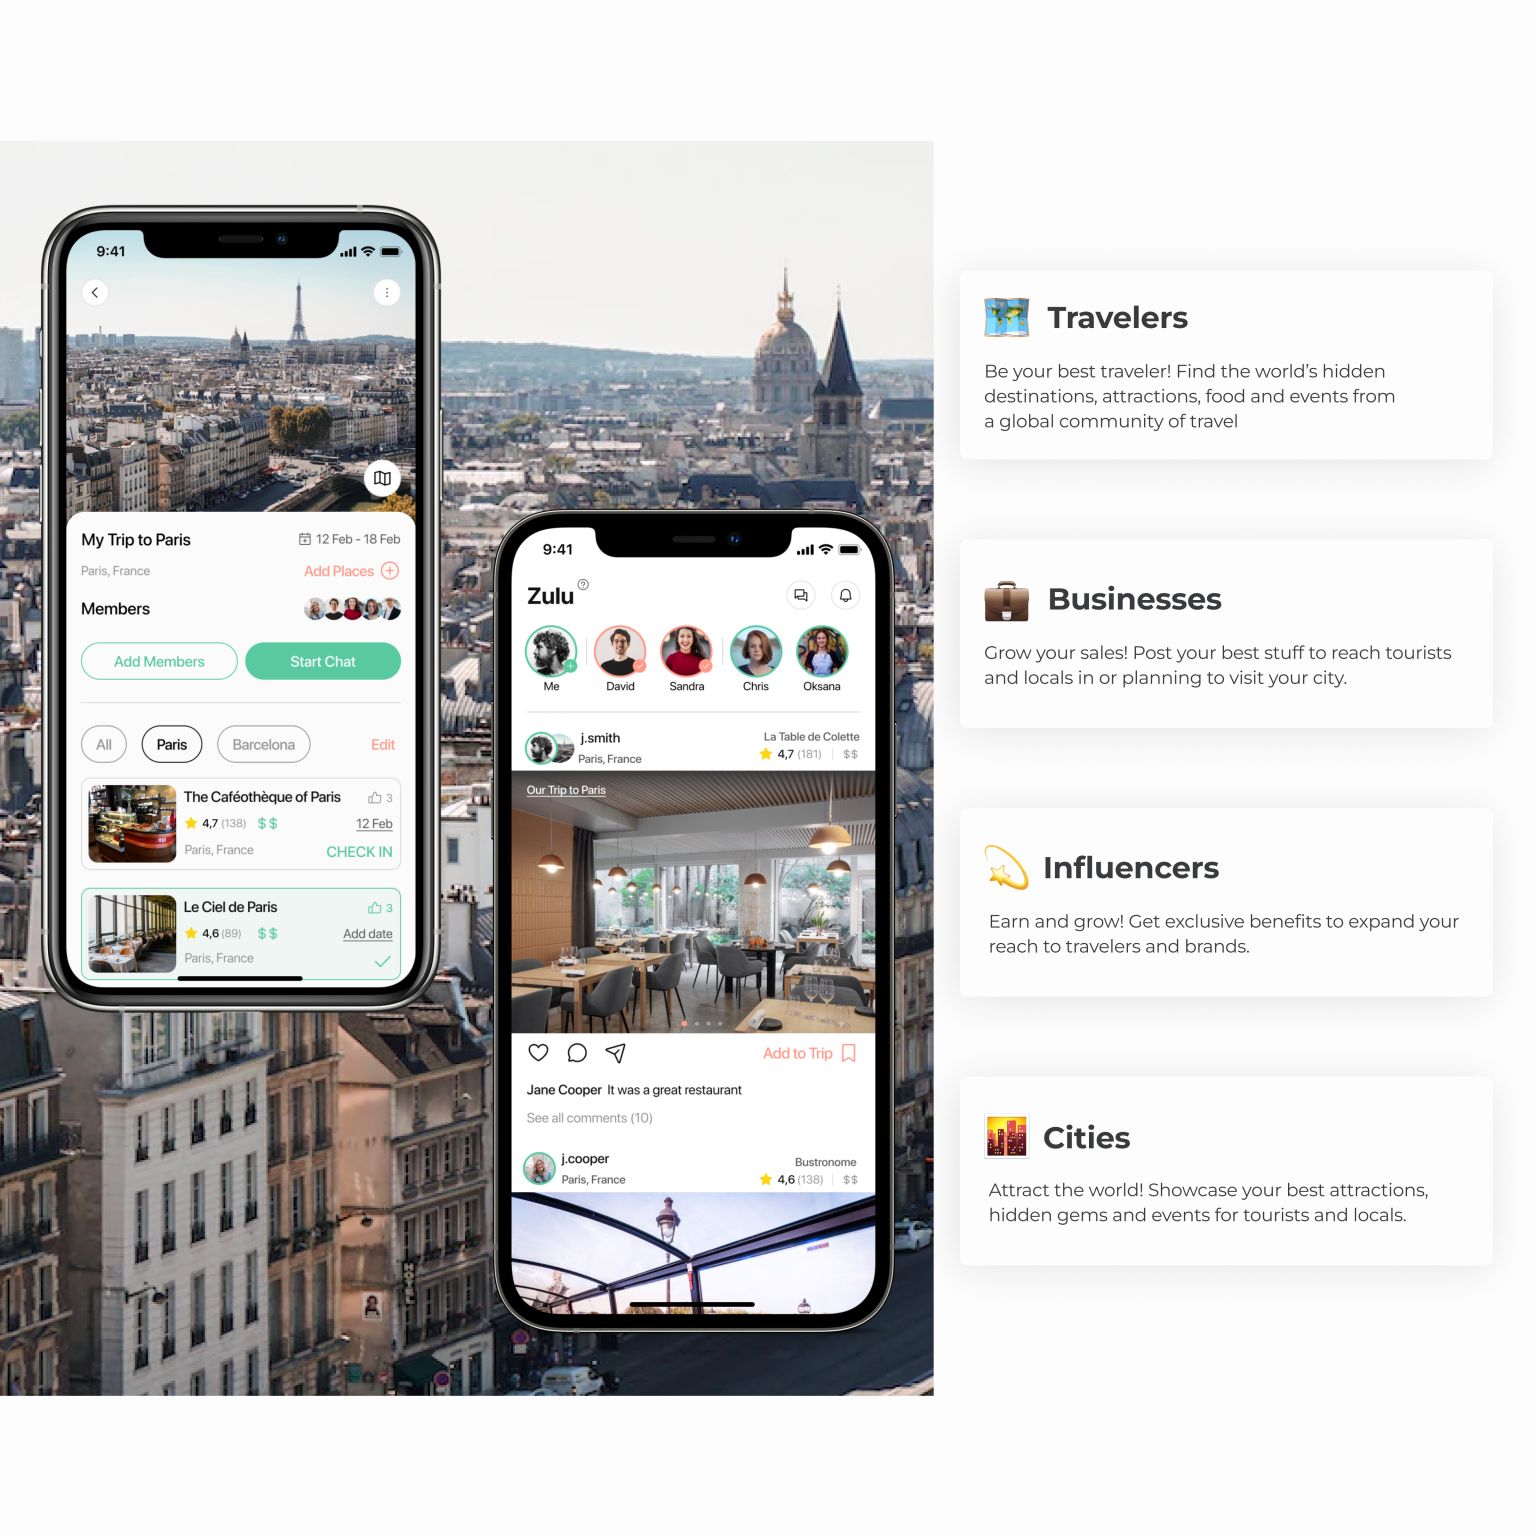 9:41
My Trip to Paris
12 Feb - 18 Feb
Paris, France
Add Places
Members
Add Members
Start Chat
All
Paris
Barcelona
Edit
The Caféothèque of Paris
3
4,7 (138) $$
12 Feb
Paris, France
CHECK IN
Le Ciel de Paris
3
4,6 (89) $$
Add date
Paris, France
9:41
Zulu ?
Me
David
Sandra
Chris
Oksana
j.smith
La Table de Colette
Paris, France
4,7 (181) | $$
Our Trip to Paris
Add to Trip
Jane Cooper It was a great restaurant
See all comments (10)
j.cooper
Bustronome
Paris, France
4,6 (138) | $$
HOTEL
Travelers
Be your best traveler! Find the world’s hidden
destinations, attractions, food and events from
a global community of travel
Businesses
Grow your sales! Post your best stuff to reach tourists
and locals in or planning to visit your city.
Influencers
Earn and grow! Get exclusive benefits to expand your
reach to travelers and brands.
Cities
Attract the world! Showcase your best attractions,
hidden gems and events for tourists and locals.